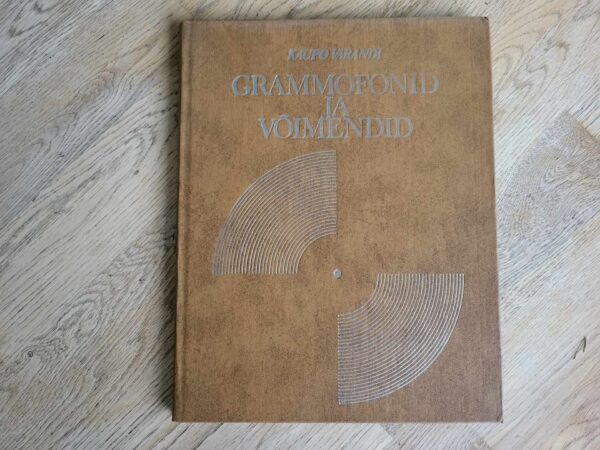 KAUPO VIRANDI
GRAMMOFONID
JA
VÕIMENDID